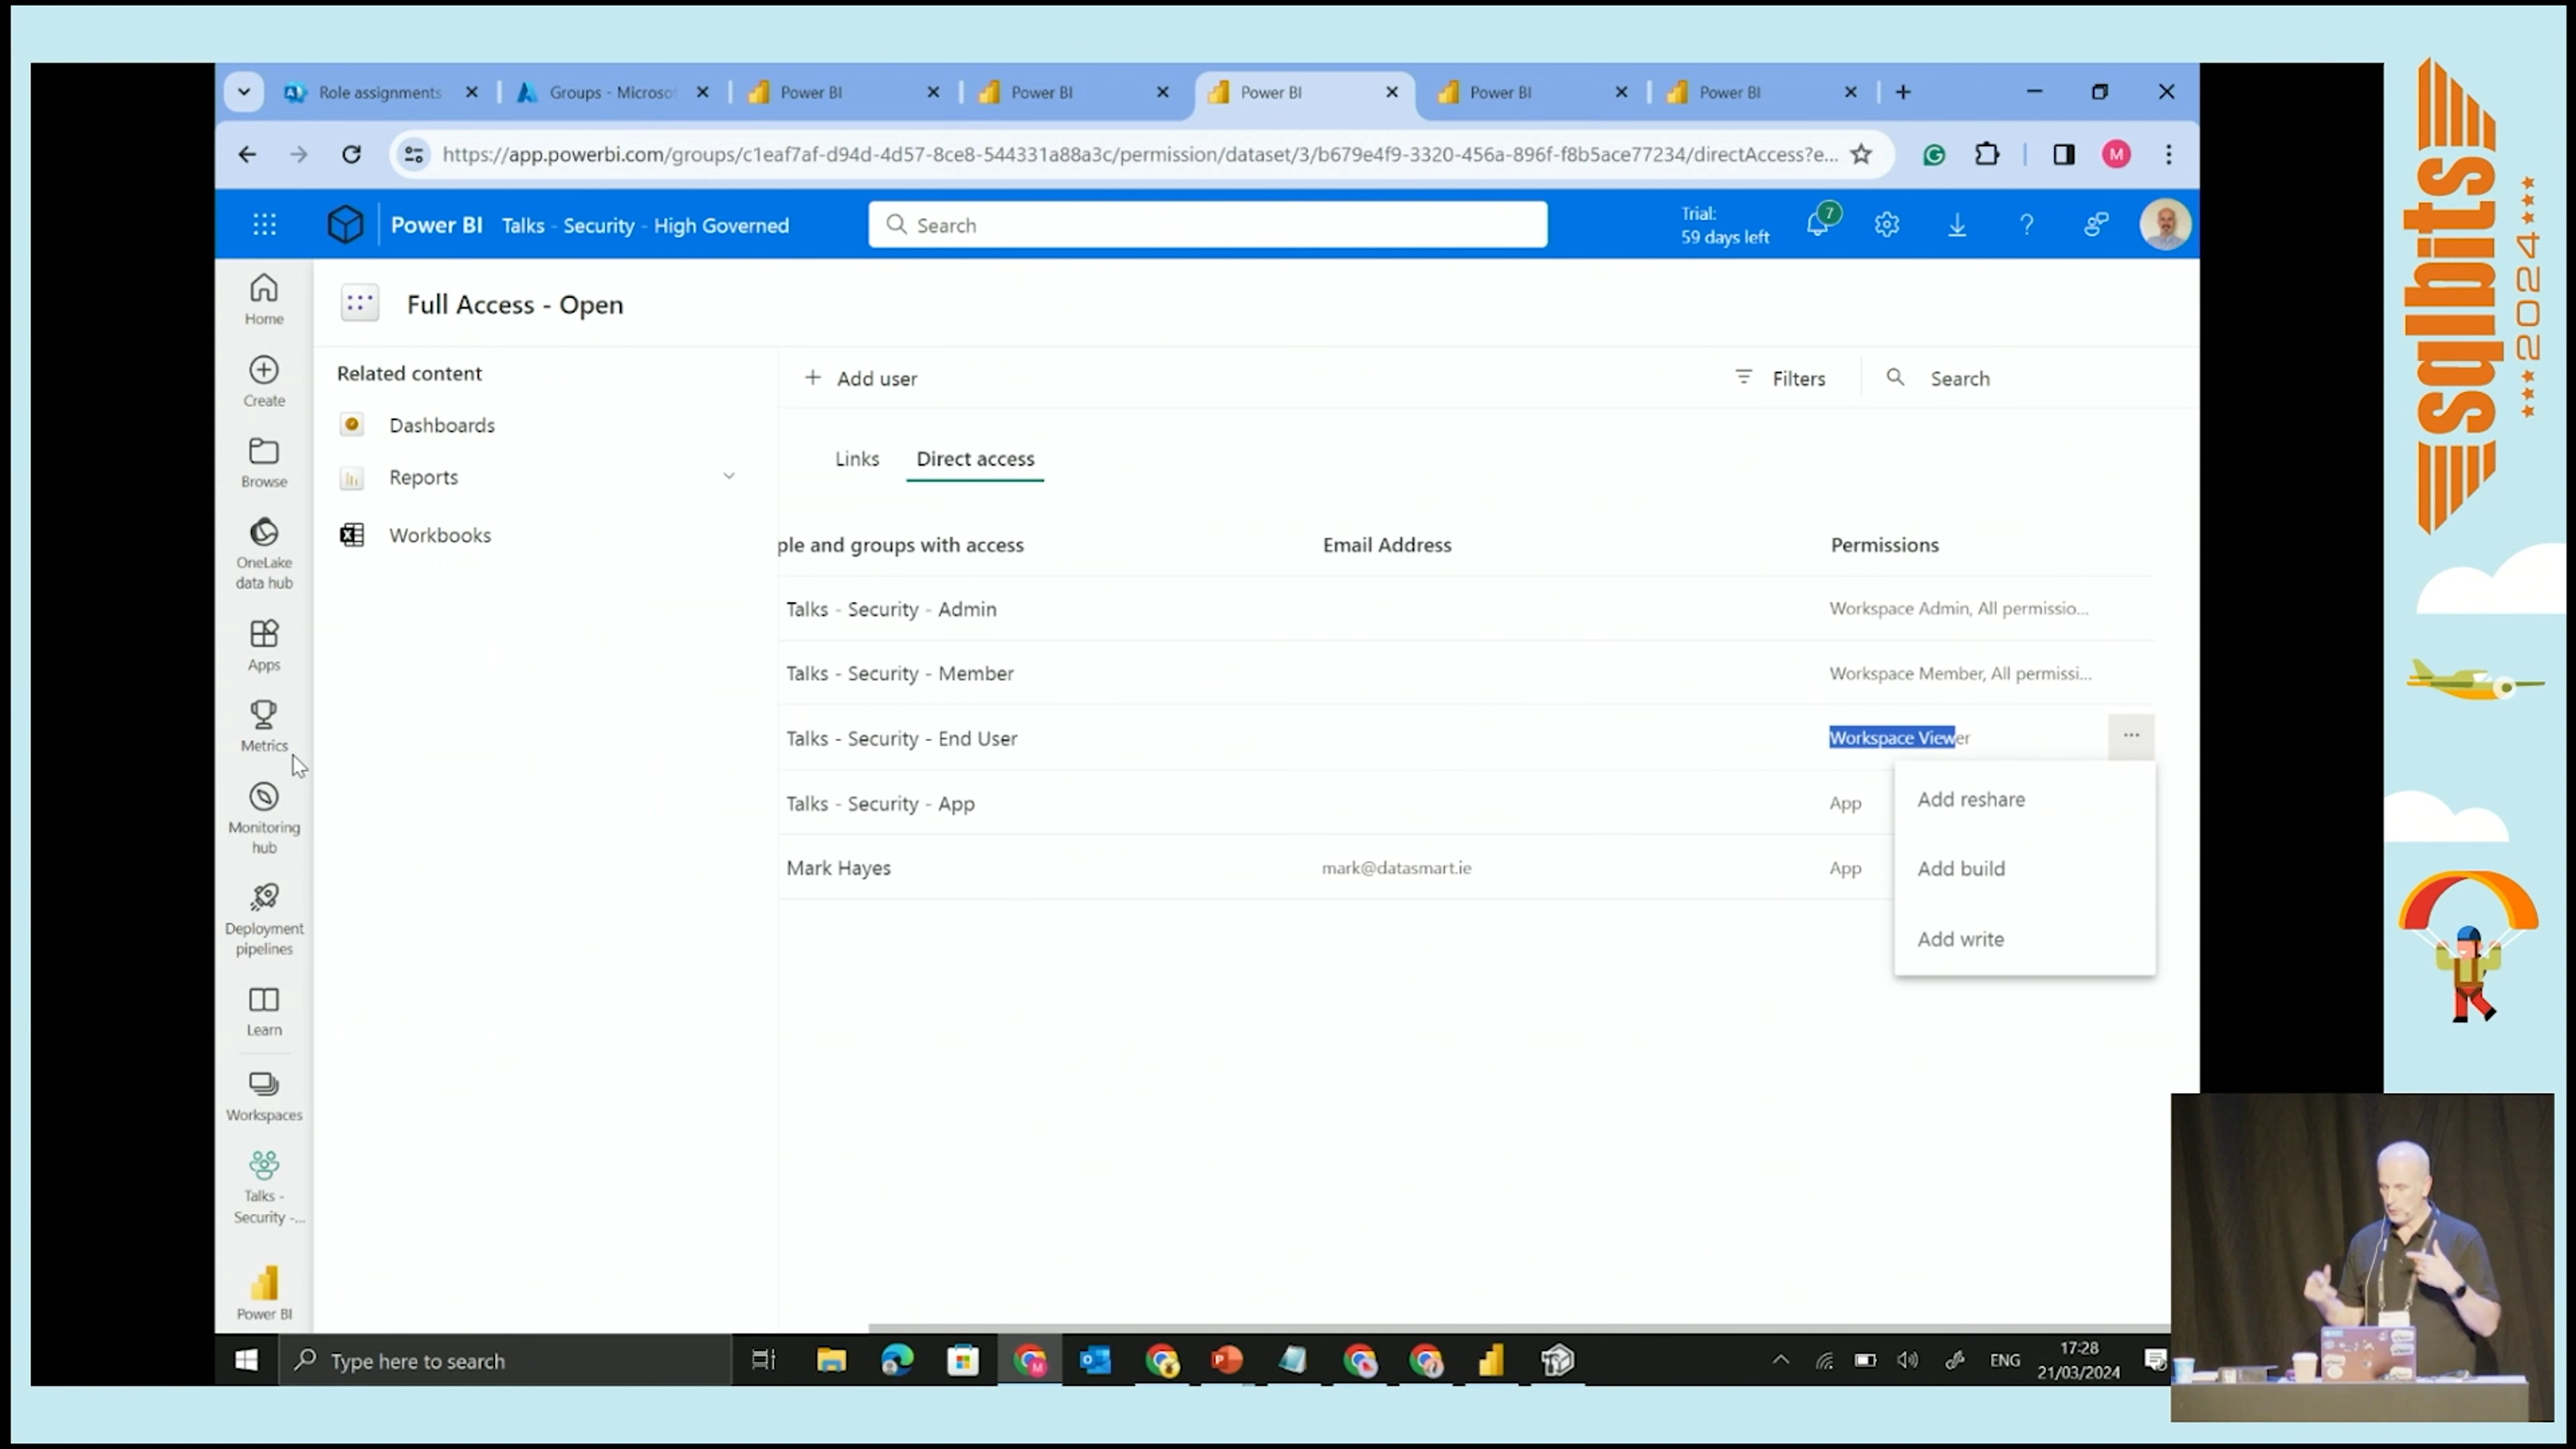 Role assignments
Groups - Microsof
Power BI
Power BI
Power BI
Power BI
Power BI
https://app.powerbi.com/groups/c1eaf7af-d94d-4d57-8ce8-544331a88a3c/permission/dataset/3/b679e4f9-3320-456a-896f-f8b5ace77234/directAccess?e...
M
Power BI Talks - Security - High Governed
Search
Trial:
59 days left
7
Home
Create
Browse
OneLake
data hub
Apps
Metrics
Monitoring
hub
Deployment
pipelines
Learn
Workspaces
Talks -
Security -...
Power BI
Full Access - Open
Related content
Dashboards
Reports
Workbooks
+ Add user
Filters
Search
Links Direct access
ple and groups with access Email Address Permissions
Talks - Security - Admin Workspace Admin, All permissio...
Talks - Security - Member Workspace Member, All permissi...
Talks - Security - End User Workspace Viewer
Talks - Security - App App
Mark Hayes mark@datasmart.ie App
Add reshare
Add build
Add write
Type here to search
ENG
17:28
21/03/2024
sqlbits
2024